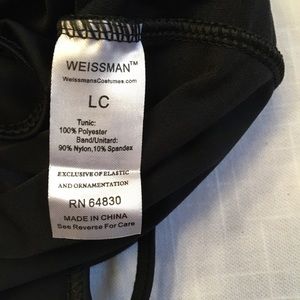 WEISSMAN™
WeissmansCostumes.com
LC
Tunic:
100% Polyester
Band/Unitard:
90% Nylon,10% Spandex
EXCLUSIVE OF ELASTIC
AND ORNAMENTATION
RN 64830
MADE IN CHINA
See Reverse For Care